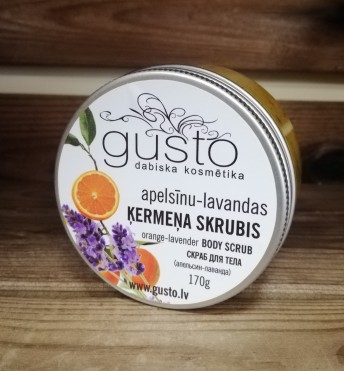 gusto
dabiska kosmētika
apelsīnu-lavandas
ĶERMEŅA SKRUBIS
orange-lavender BODY SCRUB
СКРАБ ДЛЯ ТЕЛА
(апельсин-лаванда)
170g
www.gusto.lv